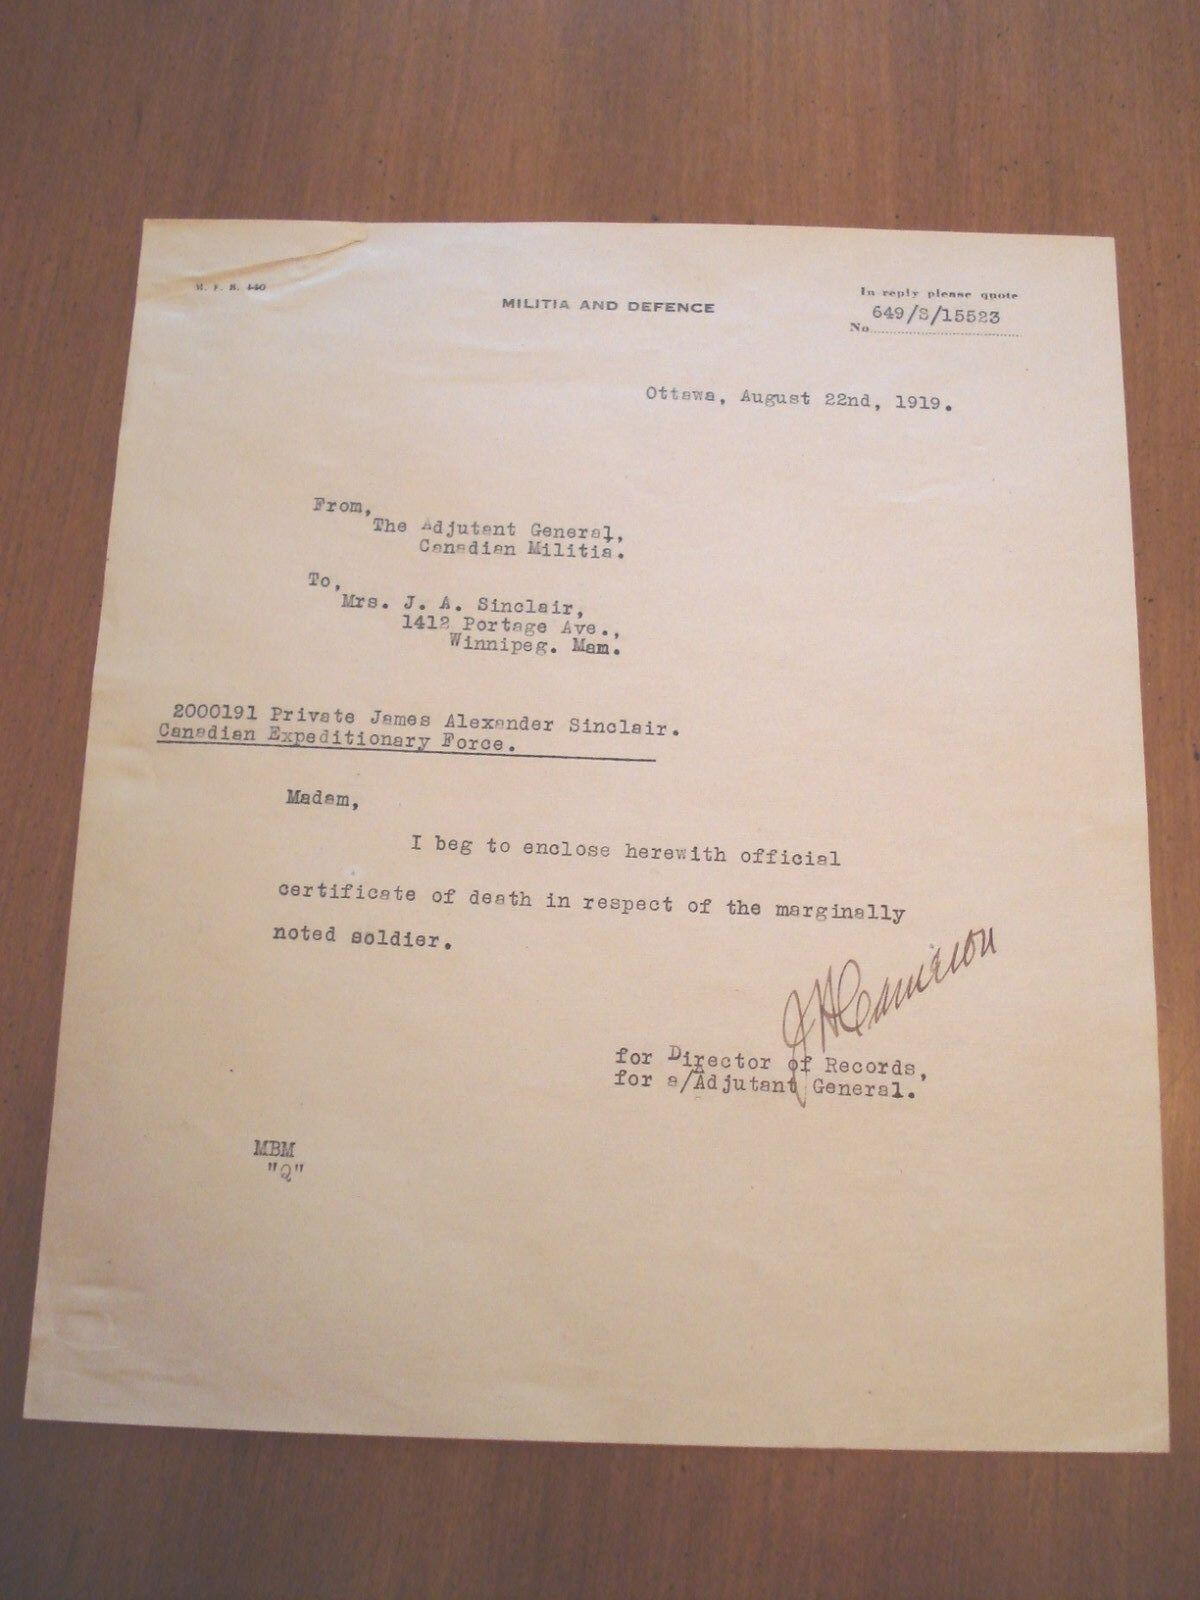 M. F. B. 440
MILITIA AND DEFENCE
In reply please quote
649/S/15523
No
Ottawa, August 22nd, 1919.
From,
The Adjutant General,
Canadian Militia.
To,
Mrs. J. A. Sinclair,
1412 Portage Ave.,
Winnipeg. Mam.
2000191 Private James Alexander Sinclair.
Canadian Expeditionary Force.
Madam,
I beg to enclose herewith official
certificate of death in respect of the marginally
noted soldier.
Cameron
for Director of Records,
for a/Adjutant General.
MBM
"Q"